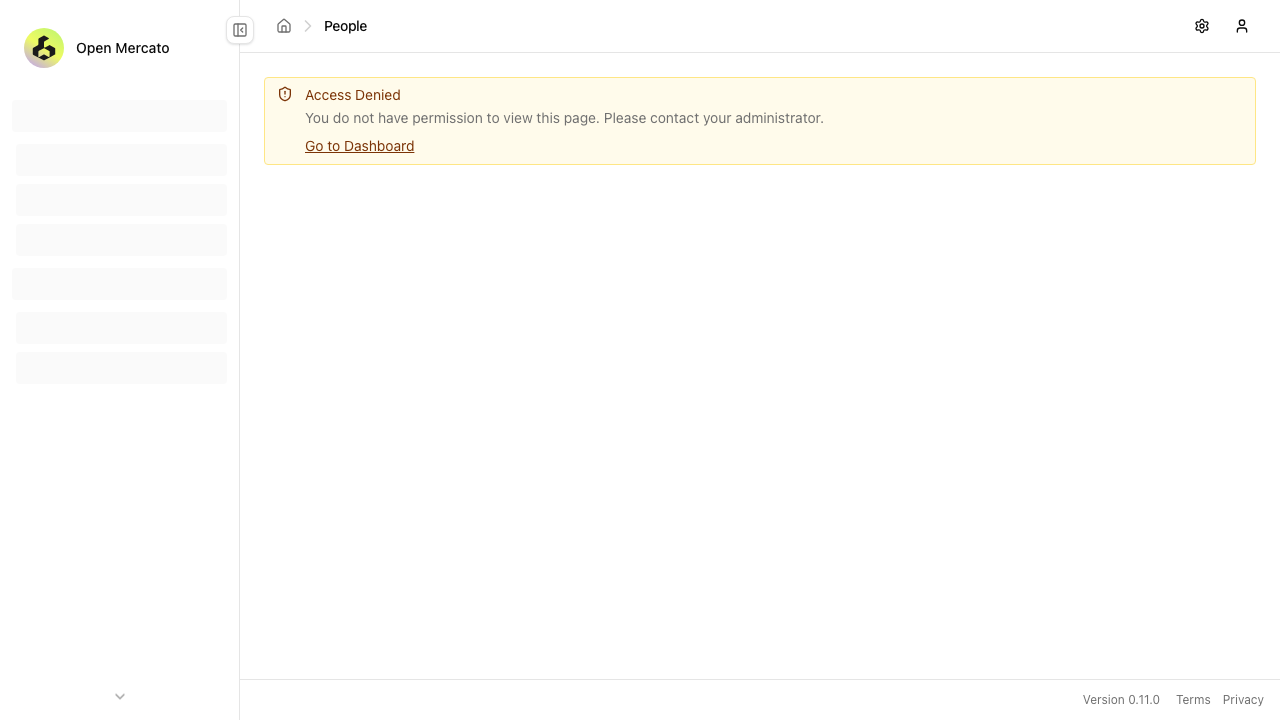 Open Mercato
People
Access Denied
You do not have permission to view this page. Please contact your administrator.
Go to Dashboard
Version 0.11.0 Terms Privacy